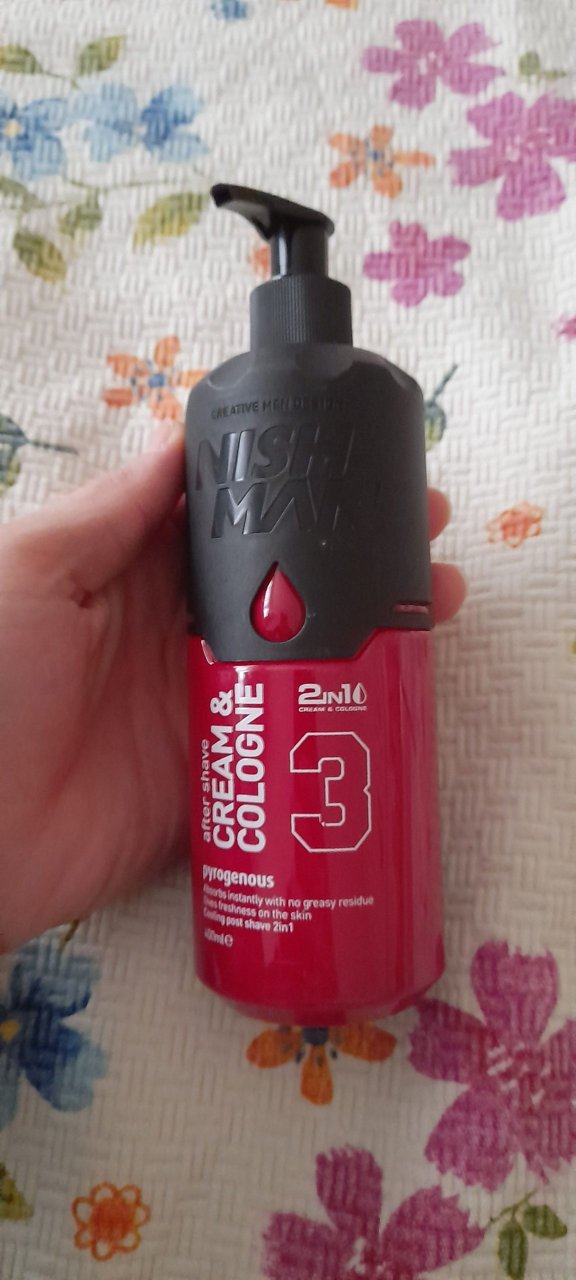 CREATIVE MEN DESIGN
NISH
MAN
after shave
CREAM &
COLOGNE
2IN1
CREAM & COLOGNE
3
pyrogenous
Absorbs instantly with no greasy residue
Gives freshness on the skin
Cooling post shave 2in1
400ml e